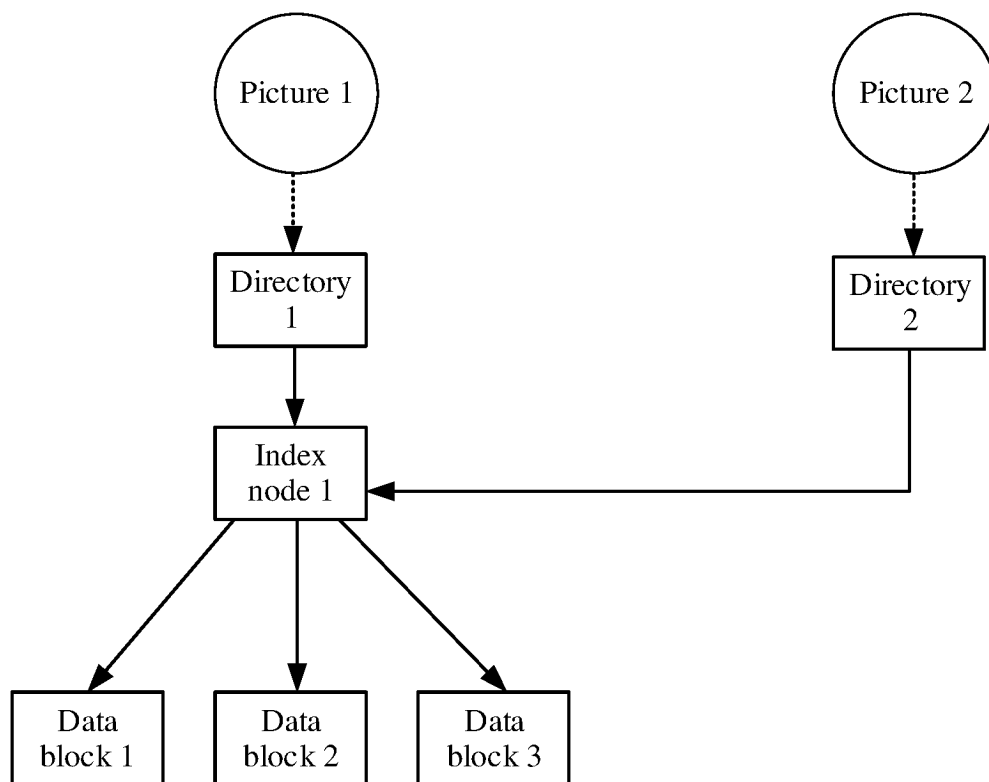 Picture 1
Picture 2
Directory
1
Directory
2
Index
node 1
Data
block 1
Data
block 2
Data
block 3